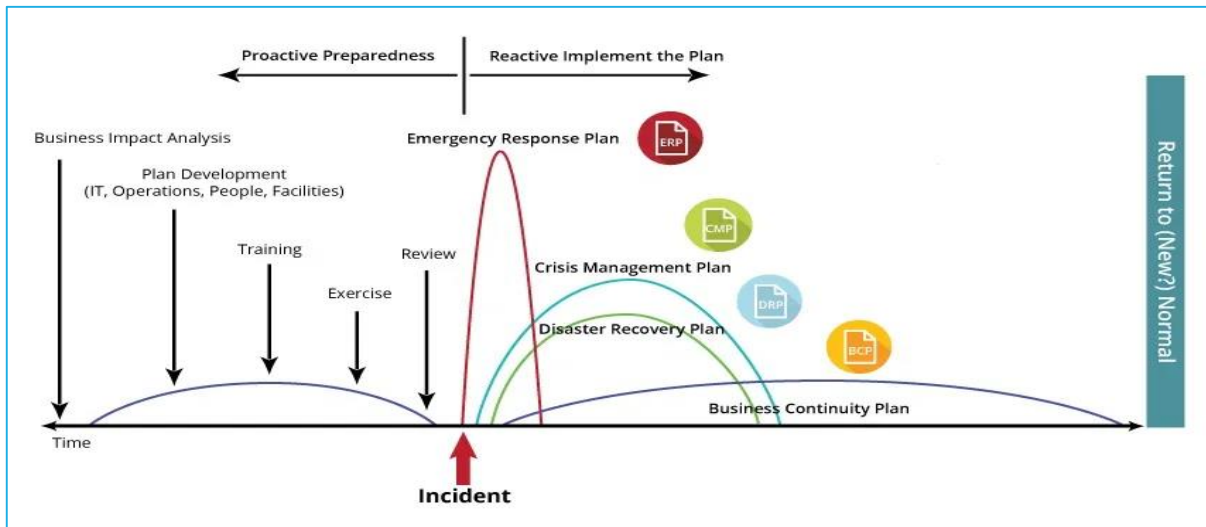 Proactive Preparedness
Reactive Implement the Plan
Business Impact Analysis
Emergency Response Plan
ERP
Plan Development
(IT, Operations, People, Facilities)
Training
Review
Exercise
CMP
Crisis Management Plan
DRP
Disaster Recovery Plan
BCP
Business Continuity Plan
Time
Incident
Return to (New?) Normal